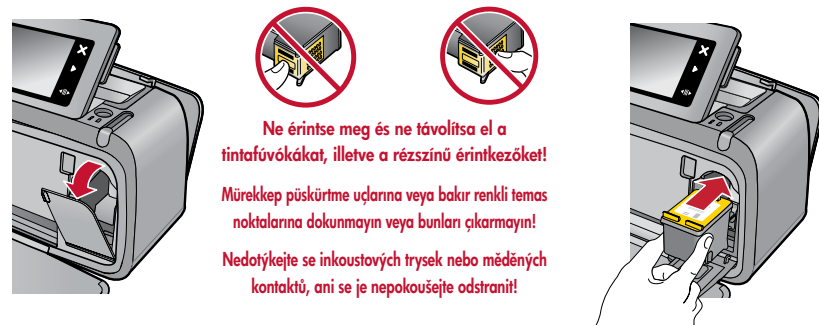 Ne érintse meg és ne távolítsa el a
tintafúvókákat, illetve a rézszínű érintkezőket!
Mürekkep püskürtme uçlarına veya bakır renkli temas
noktalarına dokunmayın veya bunları çıkarmayın!
Nedotýkejte se inkoustových trysek nebo měděných
kontaktů, ani se je nepokoušejte odstranit!